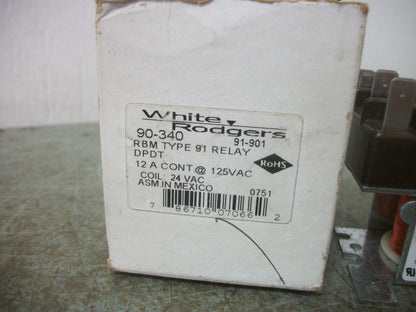 White
Rodgers
90-340 91-901
RBM TYPE 91 RELAY
DPDT
12 A CONT @ 125VAC
RoHS
COIL: 24 VAC
ASM.IN MEXICO 0751
7 86710 07066 2